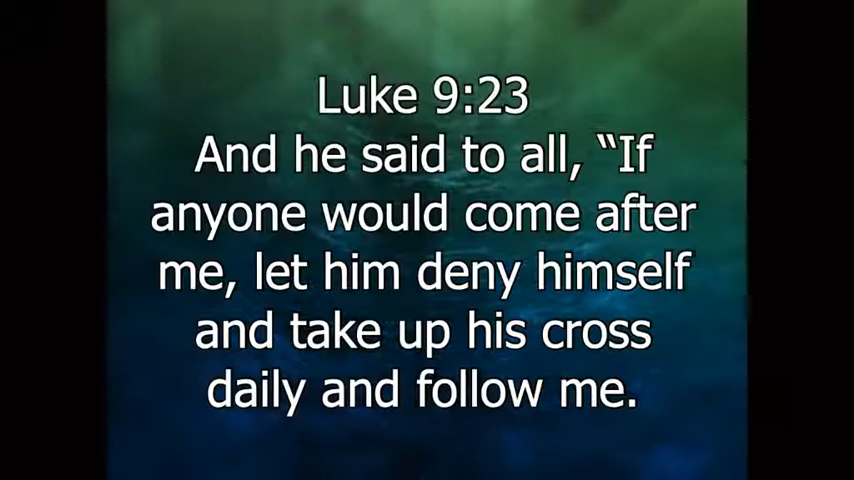 Luke 9:23
And he said to all, “If
anyone would come after
me, let him deny himself
and take up his cross
daily and follow me.